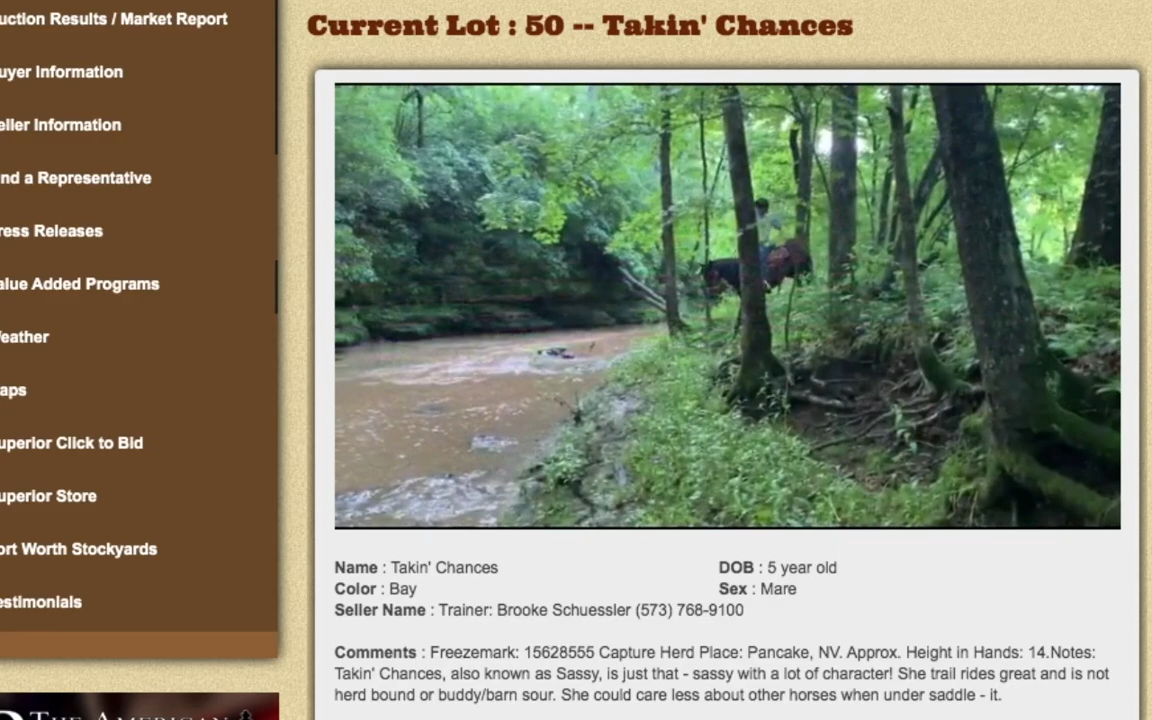 uction Results / Market Report
uyer Information
eller Information
nd a Representative
ress Releases
alue Added Programs
eather
aps
uperior Click to Bid
uperior Store
ort Worth Stockyards
estimonials
THE AMERICAN
Current Lot : 50 -- Takin' Chances
Name : Takin' Chances
DOB : 5 year old
Color : Bay
Sex : Mare
Seller Name : Trainer: Brooke Schuessler (573) 768-9100
Comments : Freezemark: 15628555 Capture Herd Place: Pancake, NV. Approx. Height in Hands: 14.Notes:
Takin' Chances, also known as Sassy, is just that - sassy with a lot of character! She trail rides great and is not
herd bound or buddy/barn sour. She could care less about other horses when under saddle - it.